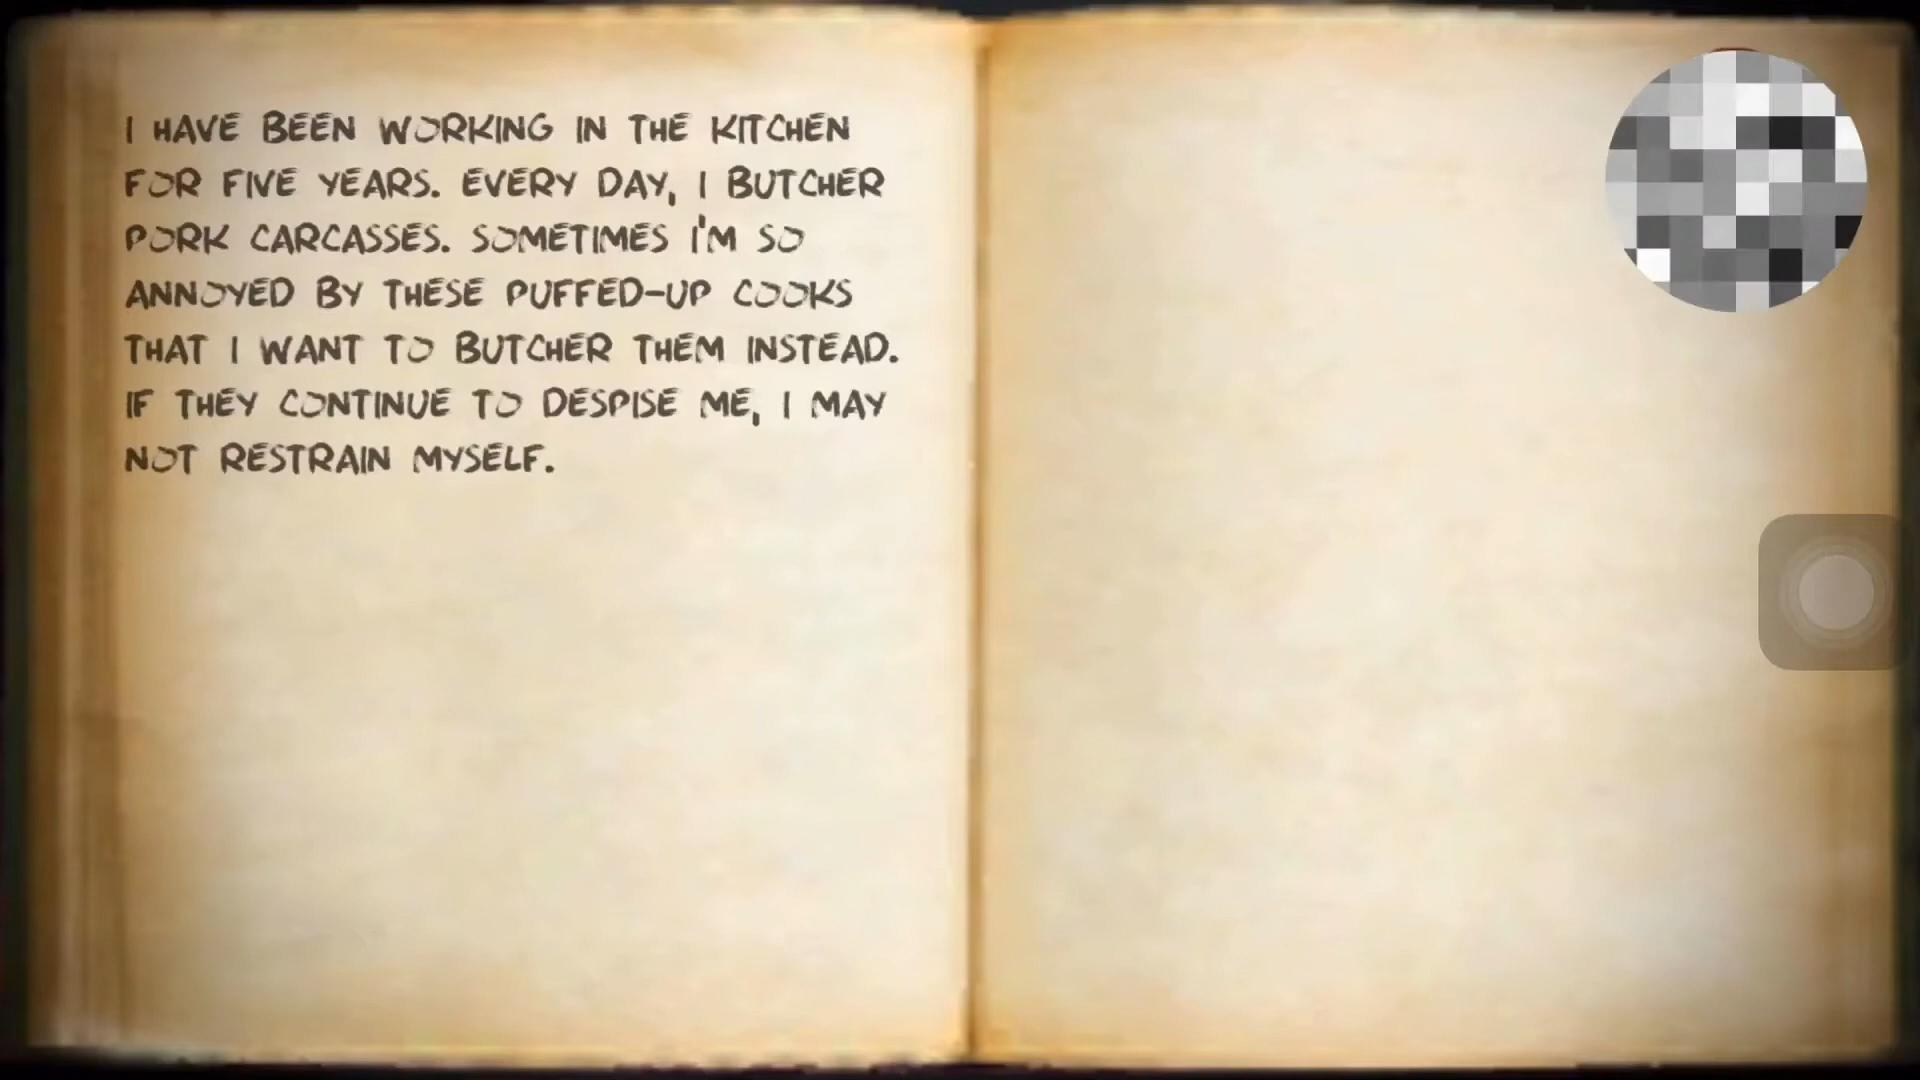 I HAVE BEEN WORKING IN THE KITCHEN
FOR FIVE YEARS. EVERY DAY, I BUTCHER
PORK CARCASSES. SOMETIMES I'M SO
ANNOYED BY THESE PUFFED-UP COOKS
THAT I WANT TO BUTCHER THEM INSTEAD.
IF THEY CONTINUE TO DESPISE ME, I MAY
NOT RESTRAIN MYSELF.